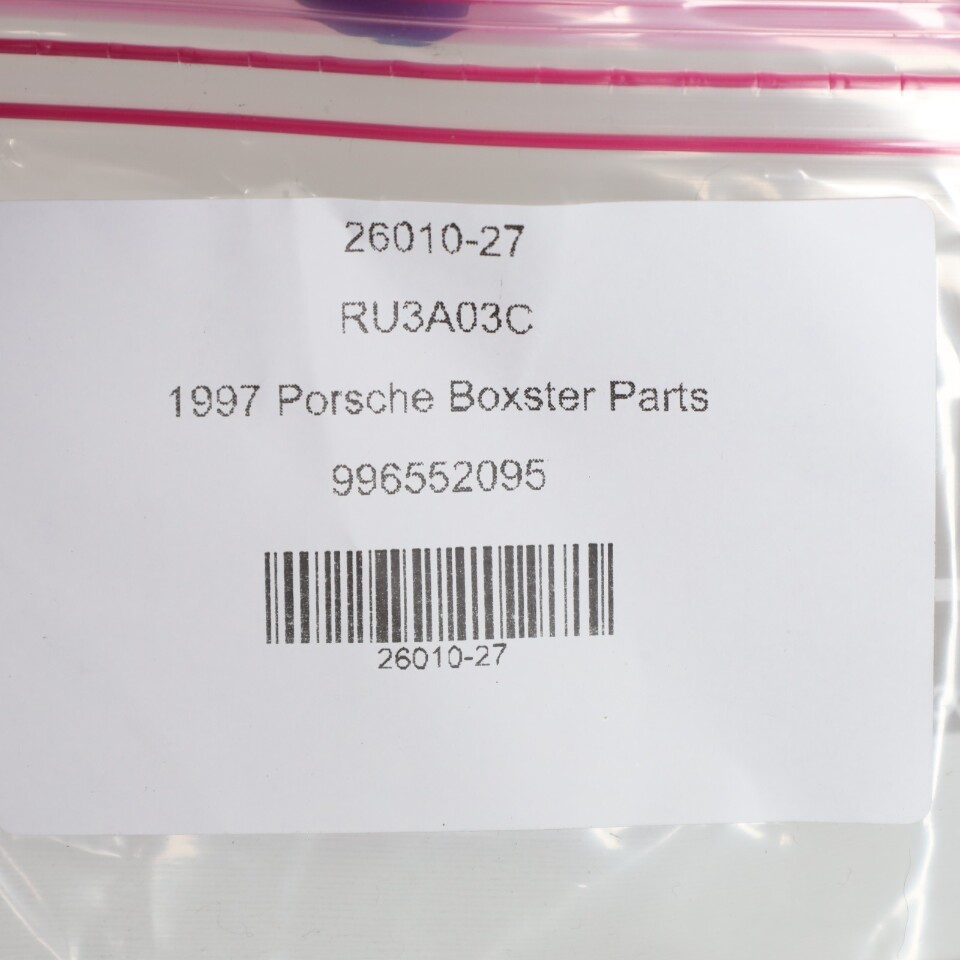 26010-27
RU3A03C
1997 Porsche Boxster Parts
996552095
26010-27